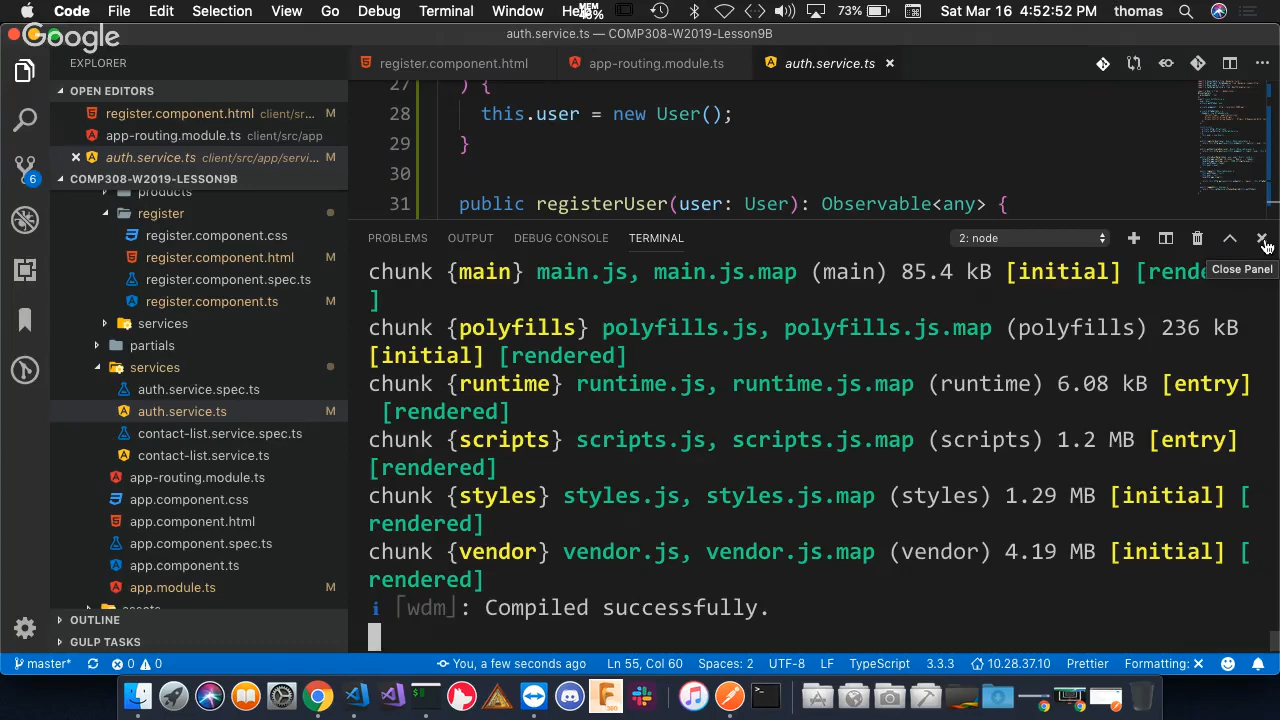 Code File Edit Selection View Go Debug Terminal Window He MEM 40% 73% Sat Mar 16 4:52:52 PM thomas
Google
auth.service.ts — COMP308-W2019-Lesson9B
EXPLORER
OPEN EDITORS
register.component.html client/sr... M
app-routing.module.ts client/src/app
auth.service.ts client/src/app/servi... M
6
COMP308-W2019-LESSON9B
products
register
register.component.css
register.component.html M
register.component.spec.ts
register.component.ts M
services
partials
services
auth.service.spec.ts
auth.service.ts M
contact-list.service.spec.ts
contact-list.service.ts
app-routing.module.ts
app.component.css
app.component.html
app.component.spec.ts
app.component.ts
app.module.ts M
assets
OUTLINE
GULP TASKS
register.component.html app-routing.module.ts auth.service.ts
27 ) {
28 this.user = new User();
29 }
30
31 public registerUser(user: User): Observable<any> {
PROBLEMS OUTPUT DEBUG CONSOLE TERMINAL 2: node
Close Panel
chunk {main} main.js, main.js.map (main) 85.4 kB [initial] [rende
]
chunk {polyfills} polyfills.js, polyfills.js.map (polyfills) 236 kB
[initial] [rendered]
chunk {runtime} runtime.js, runtime.js.map (runtime) 6.08 kB [entry]
[rendered]
chunk {scripts} scripts.js, scripts.js.map (scripts) 1.2 MB [entry]
[rendered]
chunk {styles} styles.js, styles.js.map (styles) 1.29 MB [initial] [
rendered]
chunk {vendor} vendor.js, vendor.js.map (vendor) 4.19 MB [initial] [
rendered]
i ｢wdm｣: Compiled successfully.
master* 0 0 You, a few seconds ago Ln 55, Col 60 Spaces: 2 UTF-8 LF TypeScript 3.3.3 10.28.37.10 Prettier Formatting: ✕